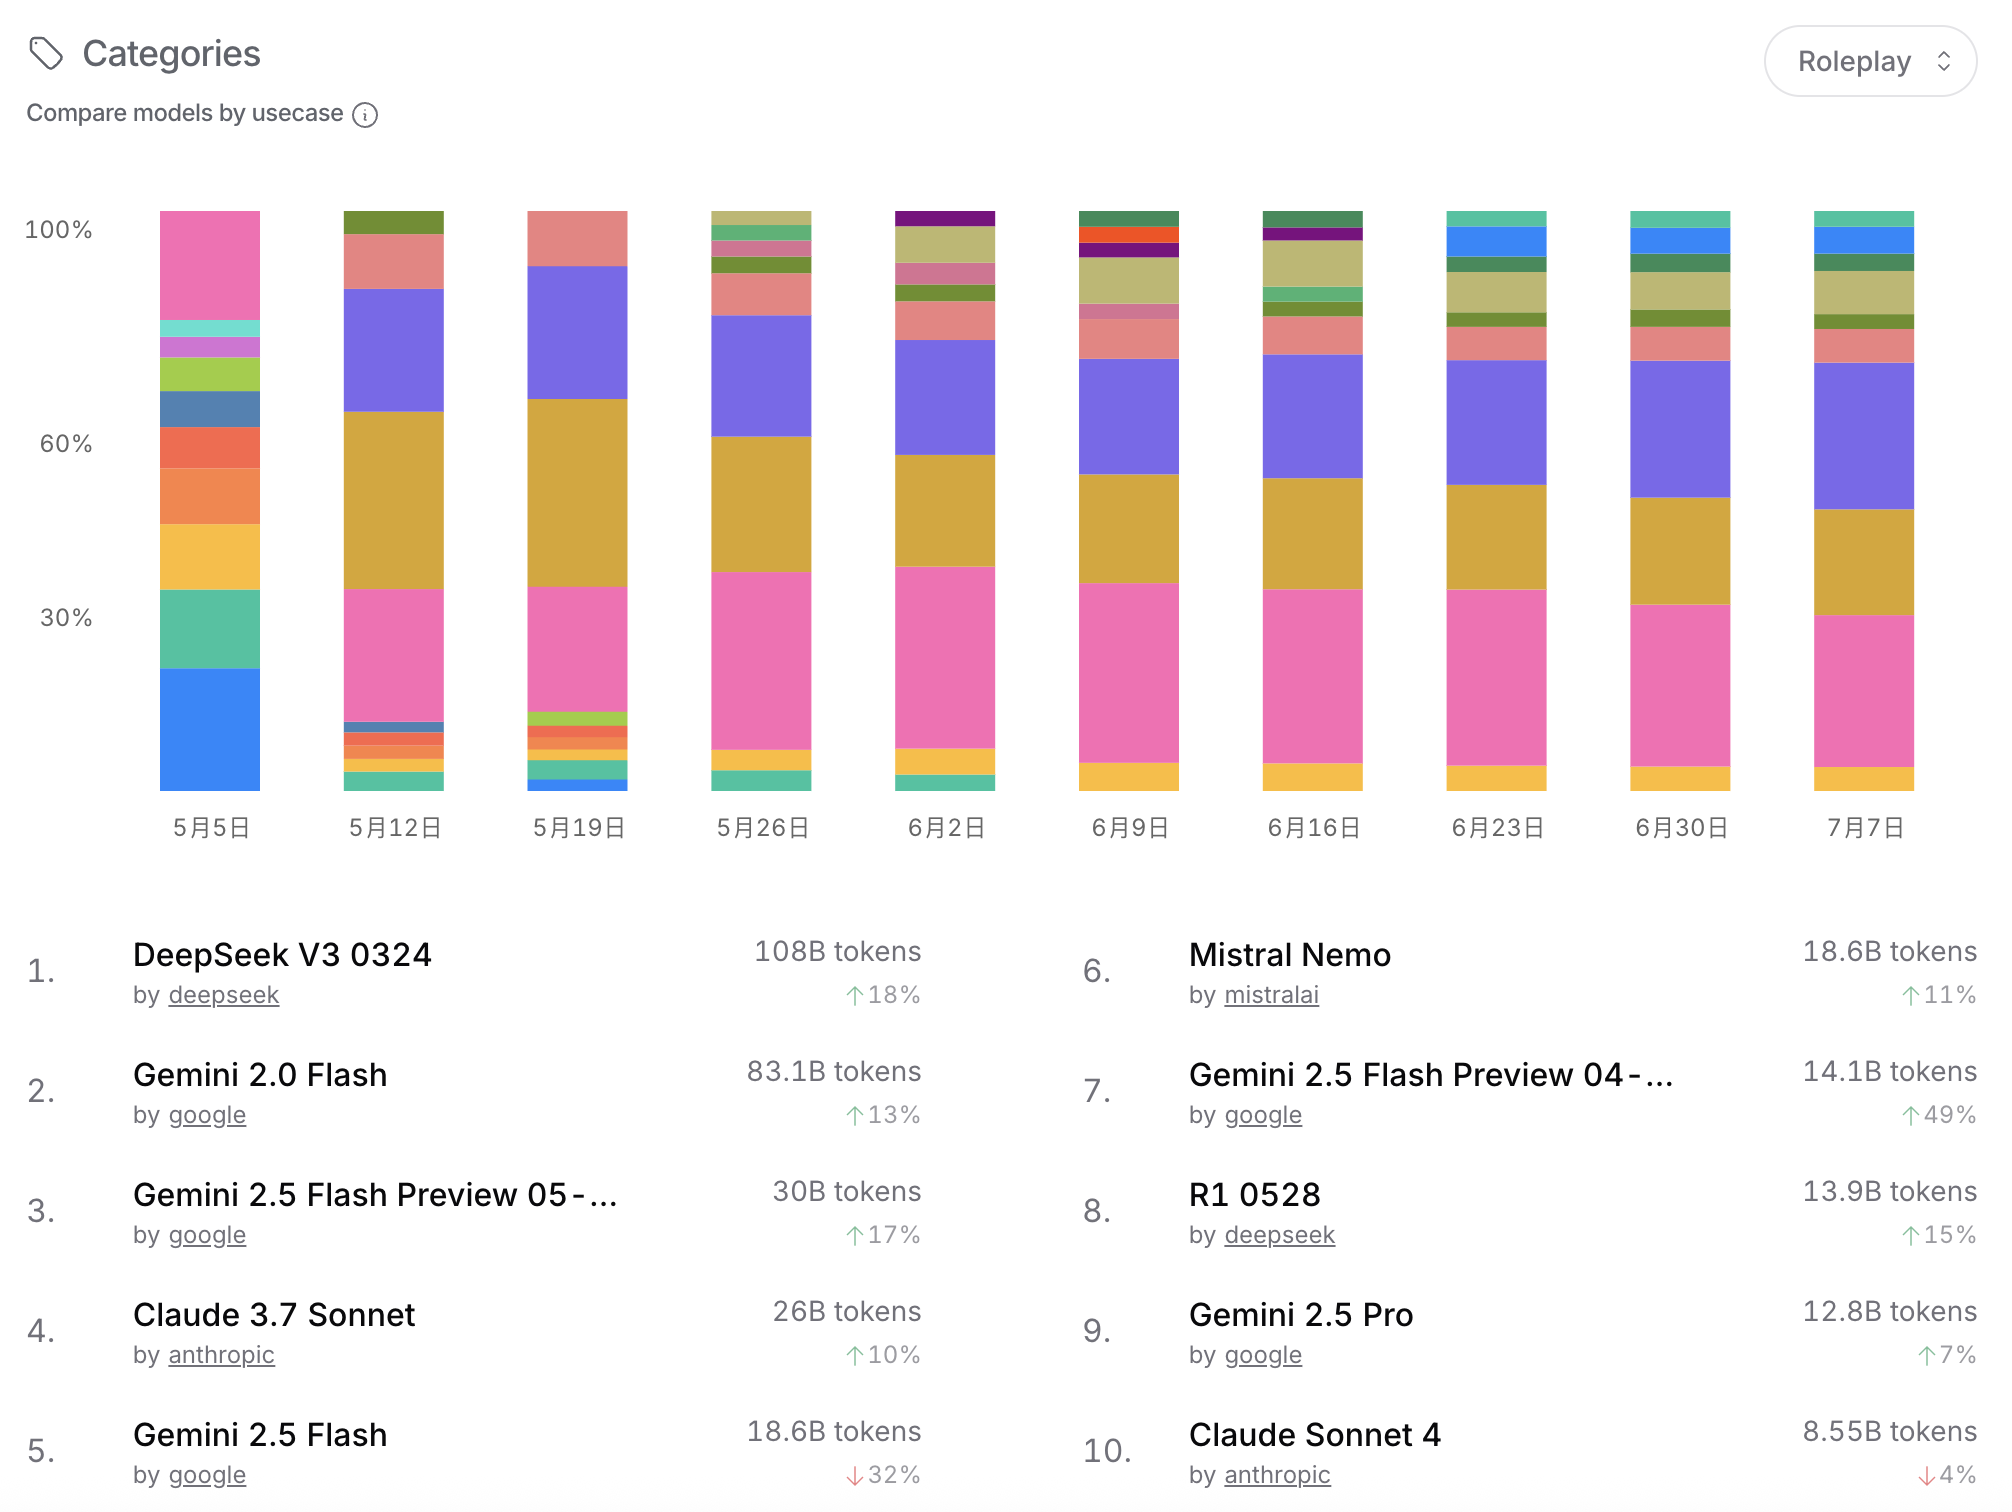 Categories
Roleplay
Compare models by usecase
100%
60%
30%
5月5日
5月12日
5月19日
5月26日
6月2日
6月9日
6月16日
6月23日
6月30日
7月7日
1.
DeepSeek V3 0324
108B tokens
by deepseek
↑18%
2.
Gemini 2.0 Flash
83.1B tokens
by google
↑13%
3.
Gemini 2.5 Flash Preview 05-...
30B tokens
by google
↑17%
4.
Claude 3.7 Sonnet
26B tokens
by anthropic
↑10%
5.
Gemini 2.5 Flash
18.6B tokens
by google
↓32%
6.
Mistral Nemo
18.6B tokens
by mistralai
↑11%
7.
Gemini 2.5 Flash Preview 04-...
14.1B tokens
by google
↑49%
8.
R1 0528
13.9B tokens
by deepseek
↑15%
9.
Gemini 2.5 Pro
12.8B tokens
by google
↑7%
10.
Claude Sonnet 4
8.55B tokens
by anthropic
↓4%